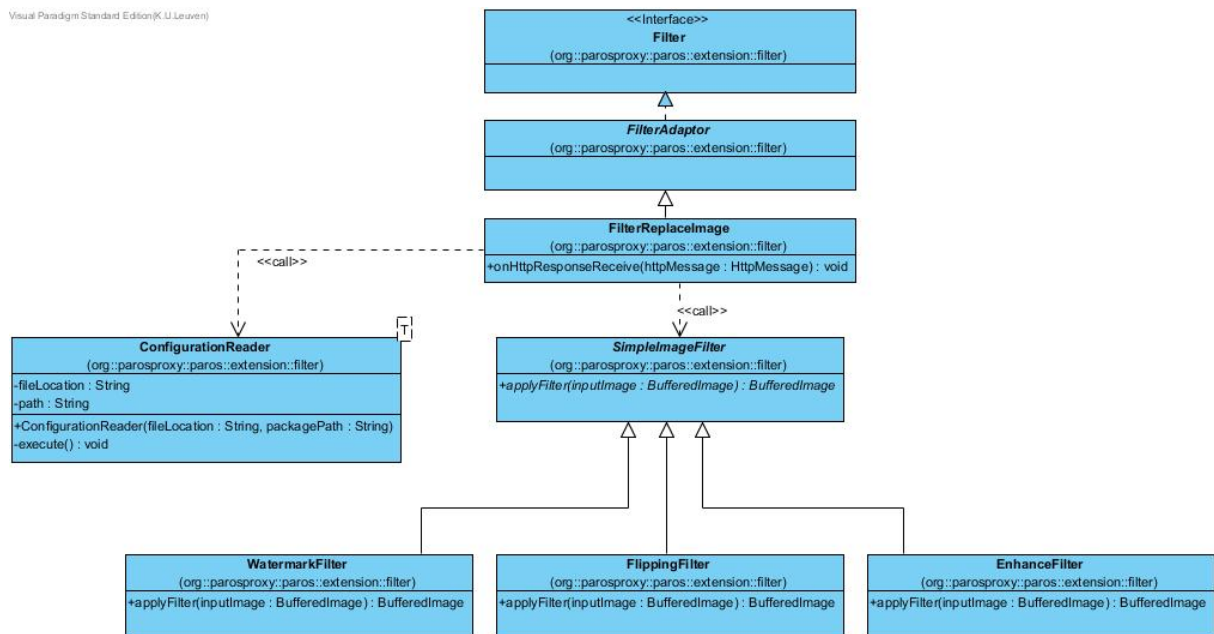 Visual Paradigm Standard Edition(K.U.Leuven)
<<Interface>>
Filter
(org::parosproxy::paros::extension::filter)
FilterAdaptor
(org::parosproxy::paros::extension::filter)
FilterReplaceImage
(org::parosproxy::paros::extension::filter)
+onHttpResponseReceive(httpMessage : HttpMessage) : void
<<call>>
<<call>>
T
ConfigurationReader
(org::parosproxy::paros::extension::filter)
-fileLocation : String
-path : String
+ConfigurationReader(fileLocation : String, packagePath : String)
-execute() : void
SimpleImageFilter
(org::parosproxy::paros::extension::filter)
+applyFilter(inputImage : BufferedImage) : BufferedImage
WatermarkFilter
(org::parosproxy::paros::extension::filter)
+applyFilter(inputImage : BufferedImage) : BufferedImage
FlippingFilter
(org::parosproxy::paros::extension::filter)
+applyFilter(inputImage : BufferedImage) : BufferedImage
EnhanceFilter
(org::parosproxy::paros::extension::filter)
+applyFilter(inputImage : BufferedImage) : BufferedImage